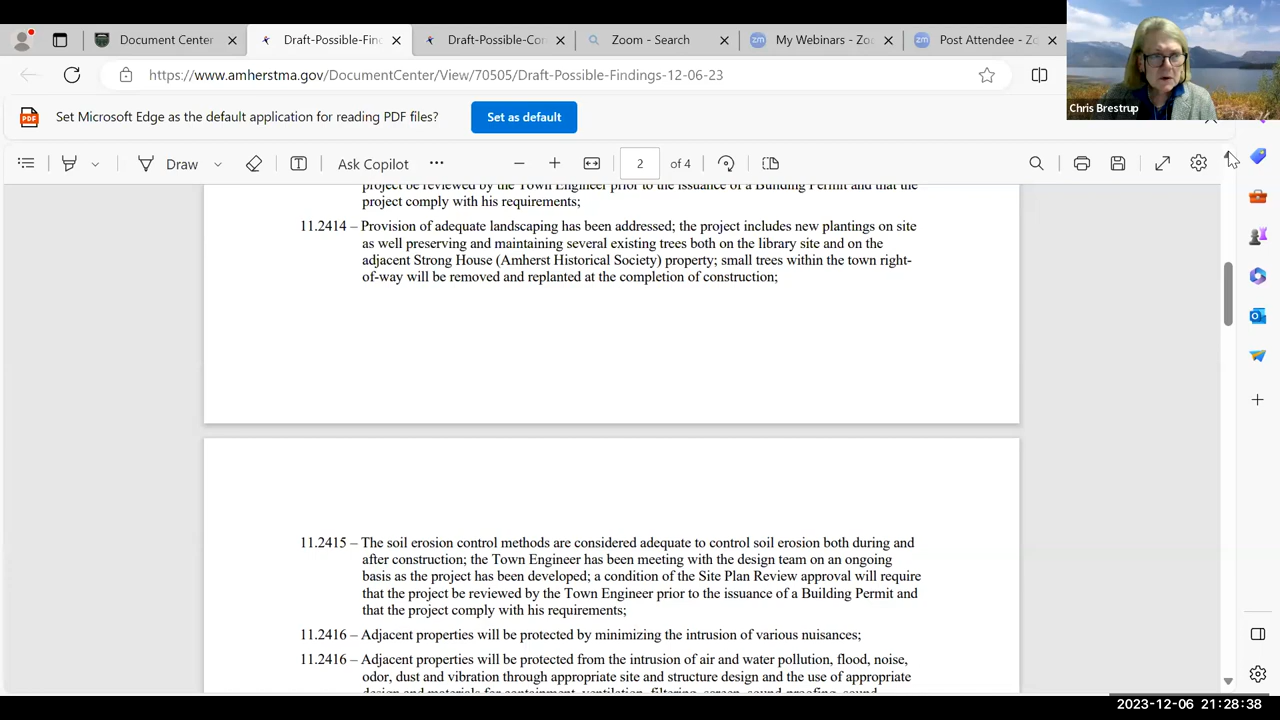 Document Center
Draft-Possible-Fin
Draft-Possible-Co
Zoom - Search
My Webinars - Zo
Post Attendee - Z
https://www.amherstma.gov/DocumentCenter/View/70505/Draft-Possible-Findings-12-06-23
Chris Brestrup
Set Microsoft Edge as the default application for reading PDF files?
Set as default
Draw
Ask Copilot
2
of 4
project be reviewed by the Town Engineer prior to the issuance of a Building Permit and that the
project comply with his requirements;
11.2414 – Provision of adequate landscaping has been addressed; the project includes new plantings on site
as well preserving and maintaining several existing trees both on the library site and on the
adjacent Strong House (Amherst Historical Society) property; small trees within the town right-
of-way will be removed and replanted at the completion of construction;
11.2415 – The soil erosion control methods are considered adequate to control soil erosion both during and
after construction; the Town Engineer has been meeting with the design team on an ongoing
basis as the project has been developed; a condition of the Site Plan Review approval will require
that the project be reviewed by the Town Engineer prior to the issuance of a Building Permit and
that the project comply with his requirements;
11.2416 – Adjacent properties will be protected by minimizing the intrusion of various nuisances;
11.2416 – Adjacent properties will be protected from the intrusion of air and water pollution, flood, noise,
odor, dust and vibration through appropriate site and structure design and the use of appropriate
design and materials for containment, ventilation, filtering, screen, sound-proofing, sound
2023-12-06 21:28:38